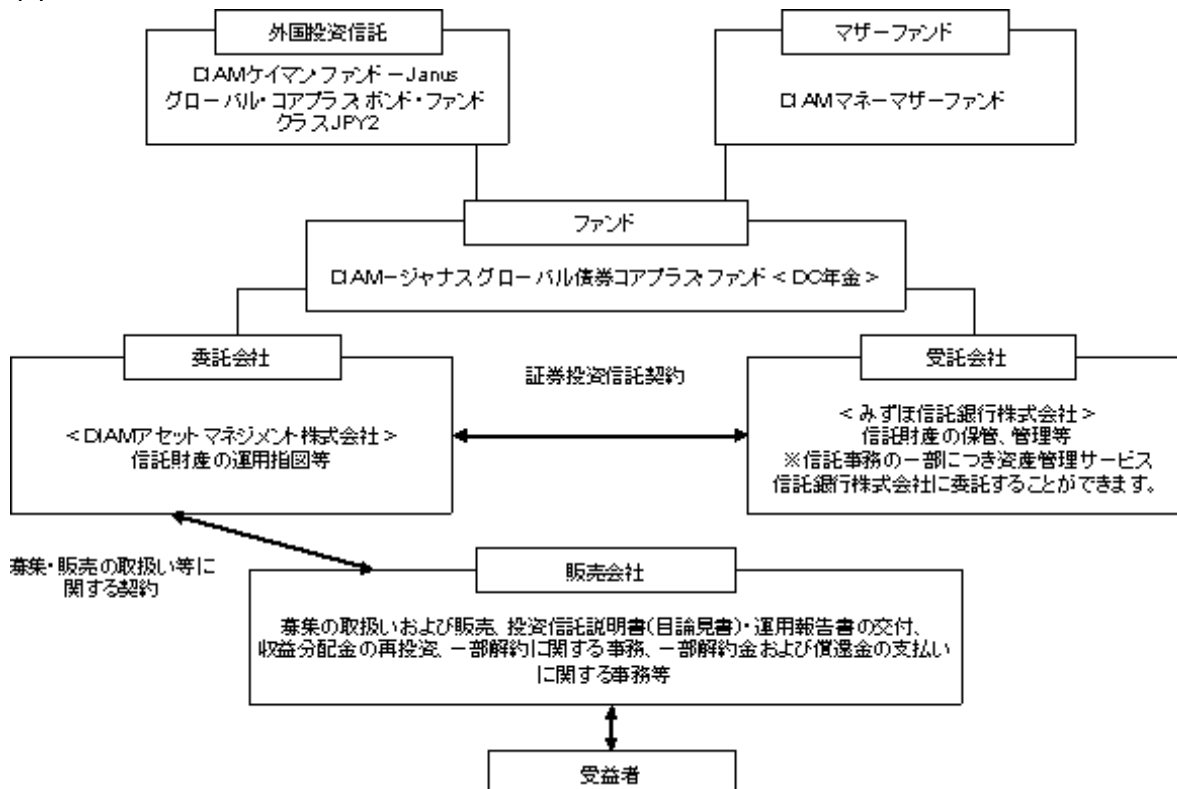 外国投資信託
DIAMケイマン・ファンド－Janus
グローバル・コアプラス・ボンド・ファンド
クラスJPY2
マザーファンド
DIAMマネーマザーファンド
ファンド
DIAM－ジャナスグローバル債券コアプラス・ファンド＜DC年金＞
委託会社
＜DIAMアセットマネジメント株式会社＞
信託財産の運用指図等
証券投資信託契約
受託会社
＜みずほ信託銀行株式会社＞
信託財産の保管、管理等
※信託事務の一部につき資産管理サービス
信託銀行株式会社に委託することができます。
募集・販売の取扱い等に
関する契約
販売会社
募集の取扱いおよび販売、投資信託説明書（目論見書）・運用報告書の交付、
収益分配金の再投資、一部解約に関する事務、一部解約金および償還金の支払い
に関する事務等
受益者